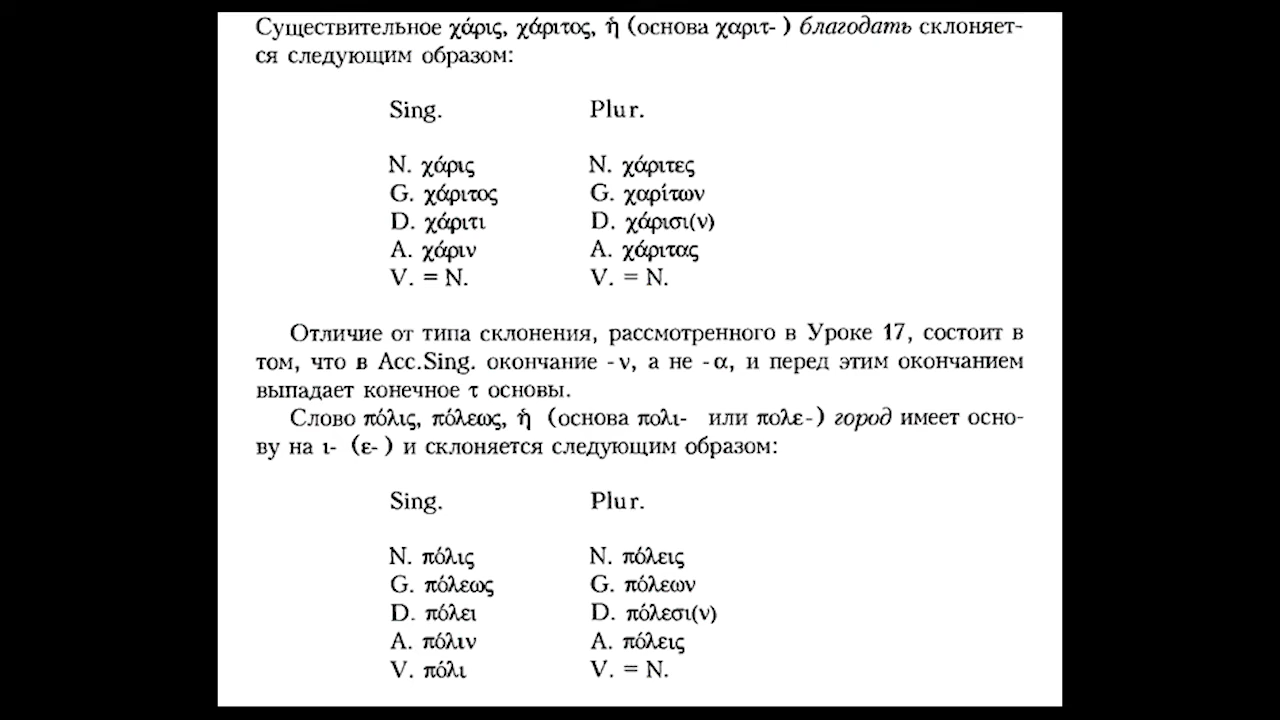 Существительное χάρις, χάριτος, ἡ (основа χαριτ- ) благодать склоняет-
ся следующим образом:
Sing. Plur.
N. χάρις N. χάριτες
G. χάριτος G. χαρίτων
D. χάριτι D. χάρισι(ν)
A. χάριν A. χάριτας
V. = N. V. = N.
Отличие от типа склонения, рассмотренного в Уроке 17, состоит в
том, что в Acc.Sing. окончание -ν, а не -α, и перед этим окончанием
выпадает конечное τ основы.
Слово πόλις, πόλεως, ἡ (основа πολι- или πολε-) город имеет осно-
ву на ι- (ε- ) и склоняется следующим образом:
Sing. Plur.
N. πόλις N. πόλεις
G. πόλεως G. πόλεων
D. πόλει D. πόλεσι(ν)
A. πόλιν A. πόλεις
V. πόλι V. = N.